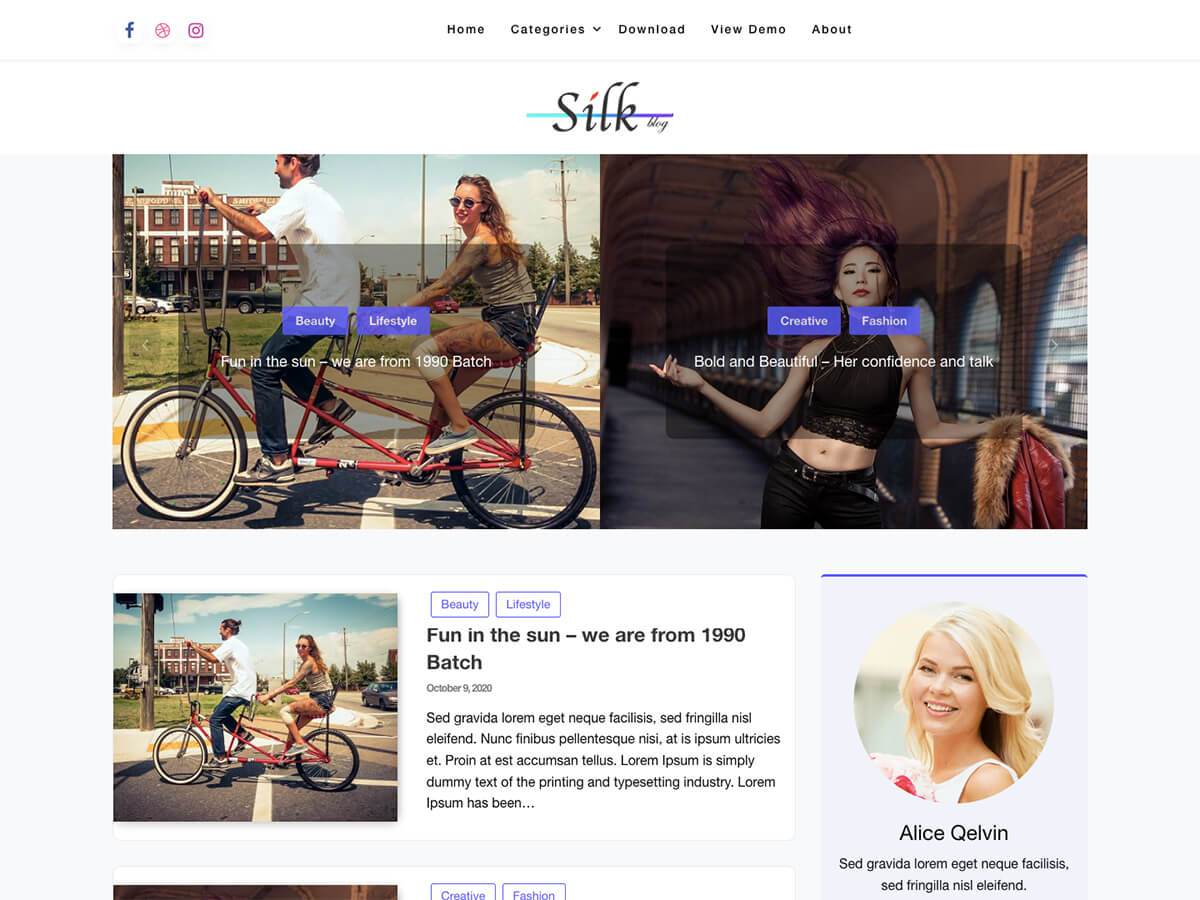 Home Categories Download View Demo About
Silk blog
Beauty Lifestyle
Fun in the sun – we are from 1990 Batch
Creative Fashion
Bold and Beautiful – Her confidence and talk
Beauty Lifestyle
Fun in the sun – we are from 1990
Batch
October 9, 2020
Sed gravida lorem eget neque facilisis, sed fringilla nisl
eleifend. Nunc finibus pellentesque nisi, at is ipsum ultricies
et. Proin at est accumsan tellus. Lorem Ipsum is simply
dummy text of the printing and typesetting industry. Lorem
Ipsum has been…
Alice Qelvin
Sed gravida lorem eget neque facilisis,
sed fringilla nisl eleifend.
Creative Fashion